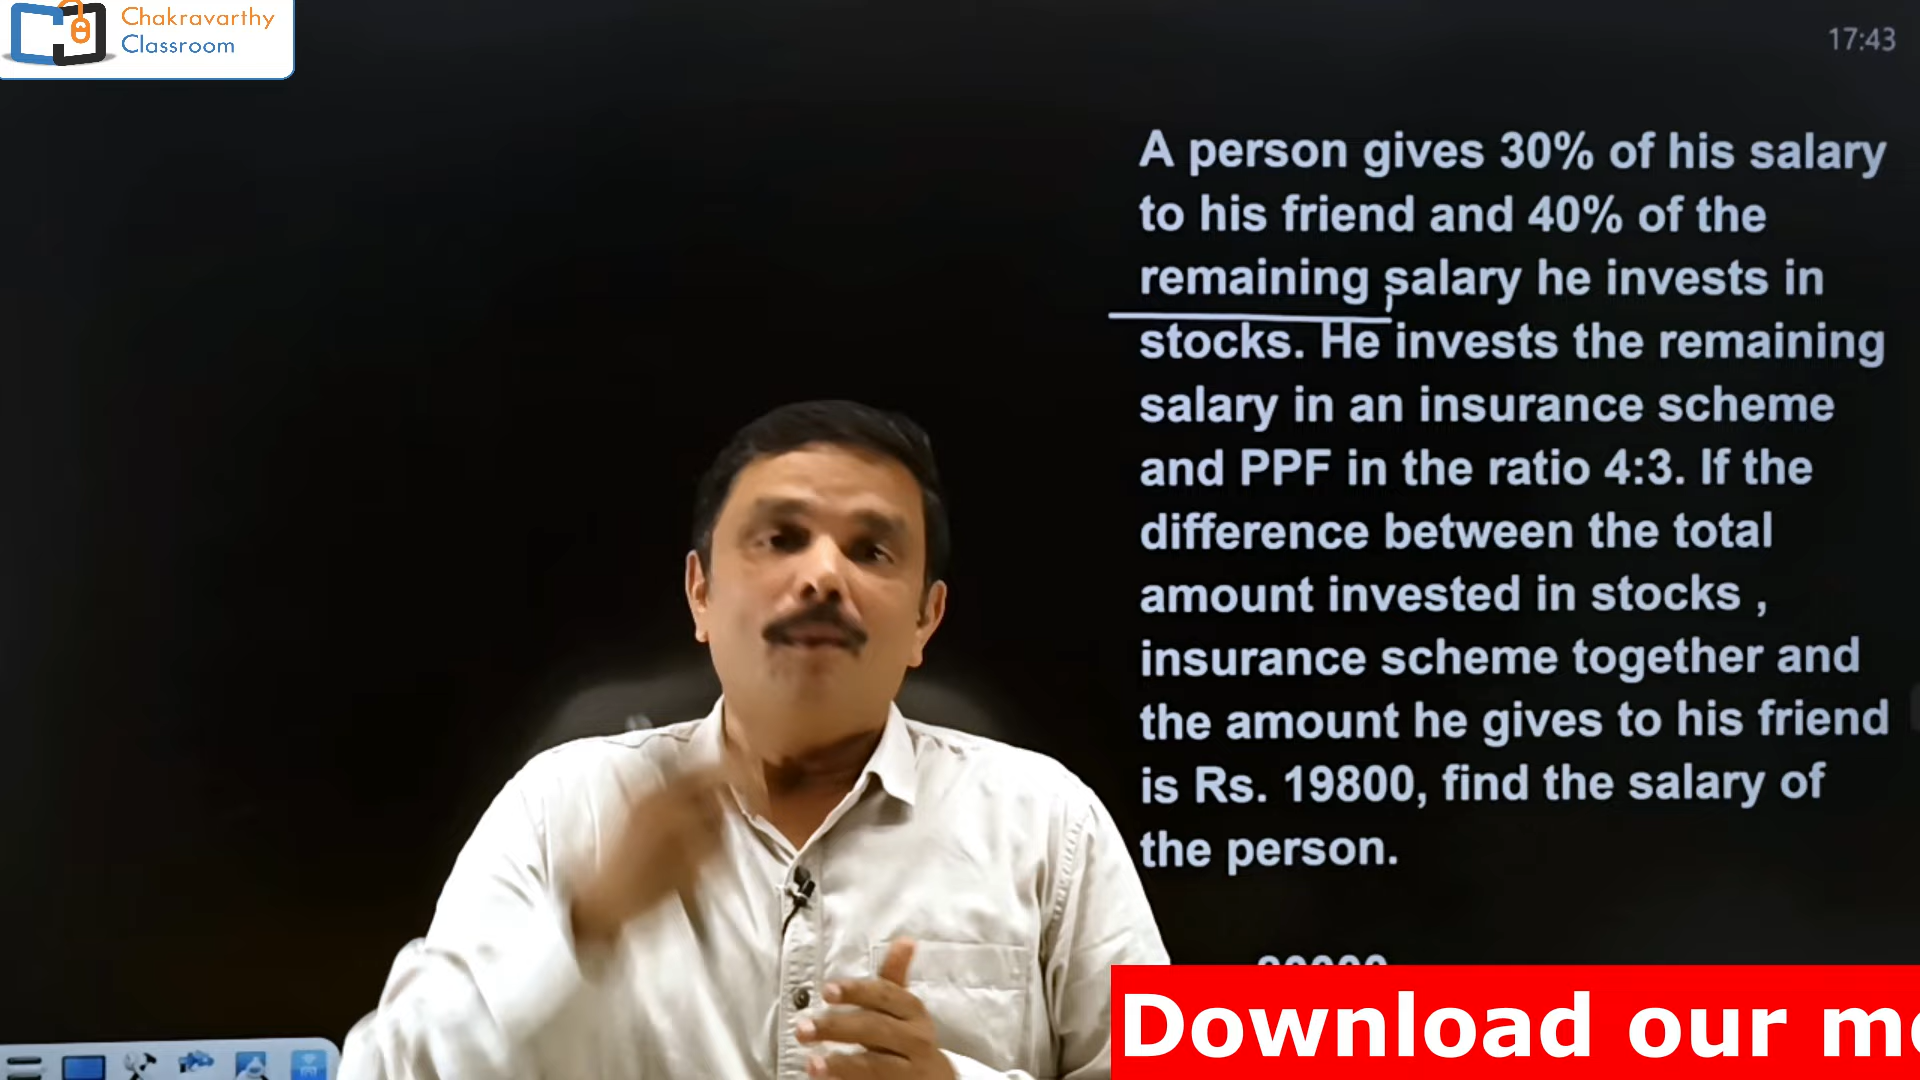 Chakravarthy
Classroom
17:43
A person gives 30% of his salary
to his friend and 40% of the
remaining salary he invests in
stocks. He invests the remaining
salary in an insurance scheme
and PPF in the ratio 4:3. If the
difference between the total
amount invested in stocks ,
insurance scheme together and
the amount he gives to his friend
is Rs. 19800, find the salary of
the person.
Download our